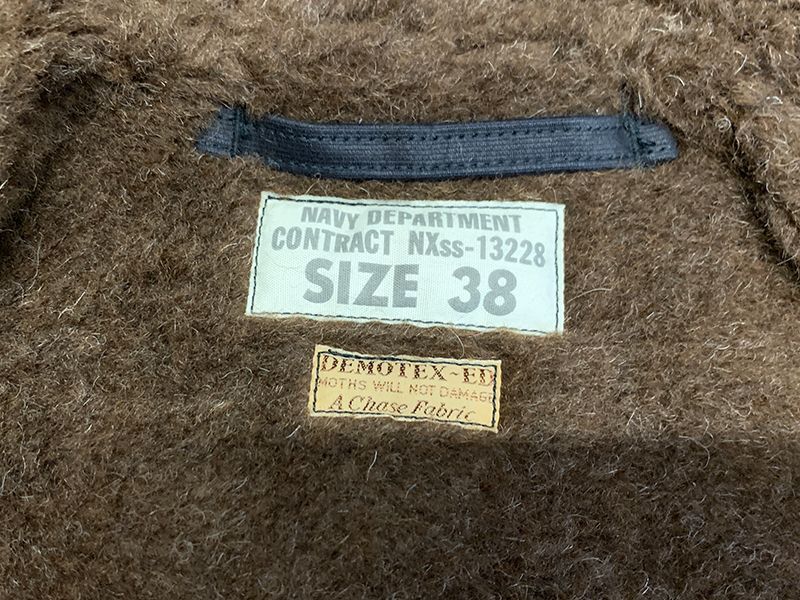 NAVY DEPARTMENT
CONTRACT NXss-13228
SIZE 38
DEMOTEX-ED
MOTHS WILL NOT DAMAGE
A Chase Fabric